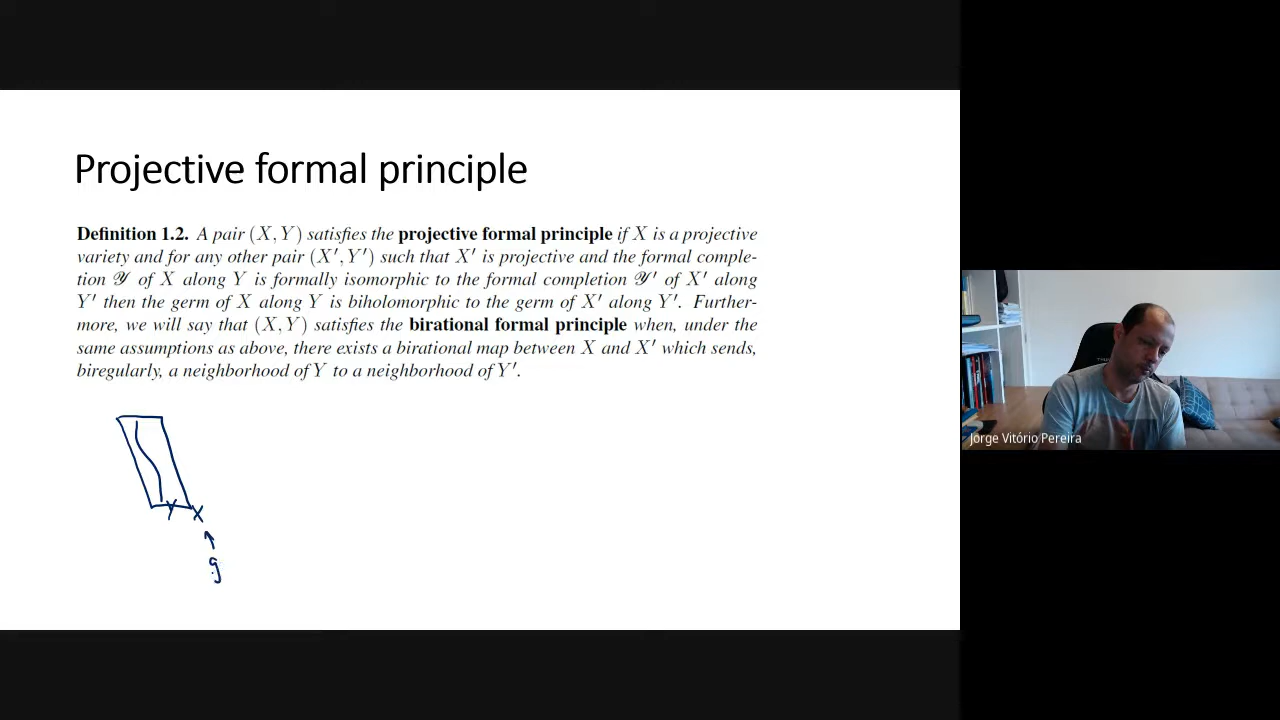 Projective formal principle
Definition 1.2. A pair (X, Y) satisfies the projective formal principle if X is a projective
variety and for any other pair (X′, Y′) such that X′ is projective and the formal comple-
tion 𝒴 of X along Y is formally isomorphic to the formal completion 𝒴′ of X′ along
Y′ then the germ of X along Y is biholomorphic to the germ of X′ along Y′. Further-
more, we will say that (X, Y) satisfies the birational formal principle when, under the
same assumptions as above, there exists a birational map between X and X′ which sends,
biregularly, a neighborhood of Y to a neighborhood of Y′.
Y X
g
Jorge Vitório Pereira